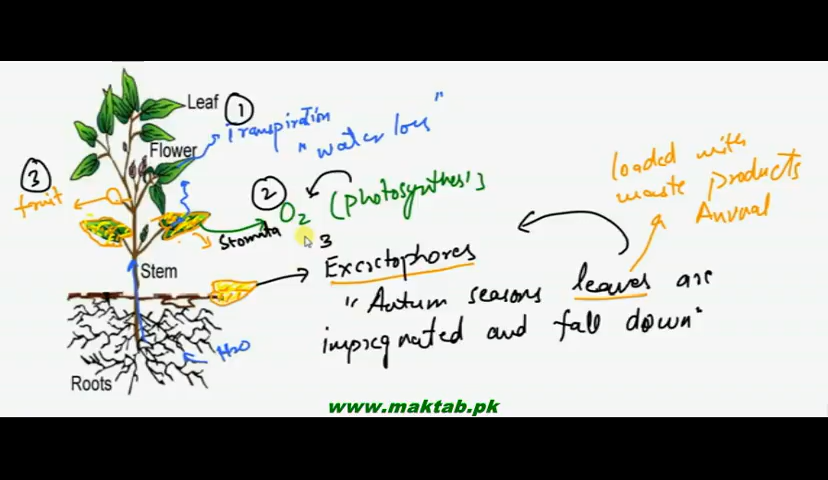 Leaf
1
Transpiration
" water loss "
Flower
3
fruit
2
O2 (photosynthesis)
Stomata
3
loaded with
waste products
Annual
Stem
Excretophores
" Autum seasons leaves are
impregnated and fall down"
H2O
Roots
www.maktab.pk